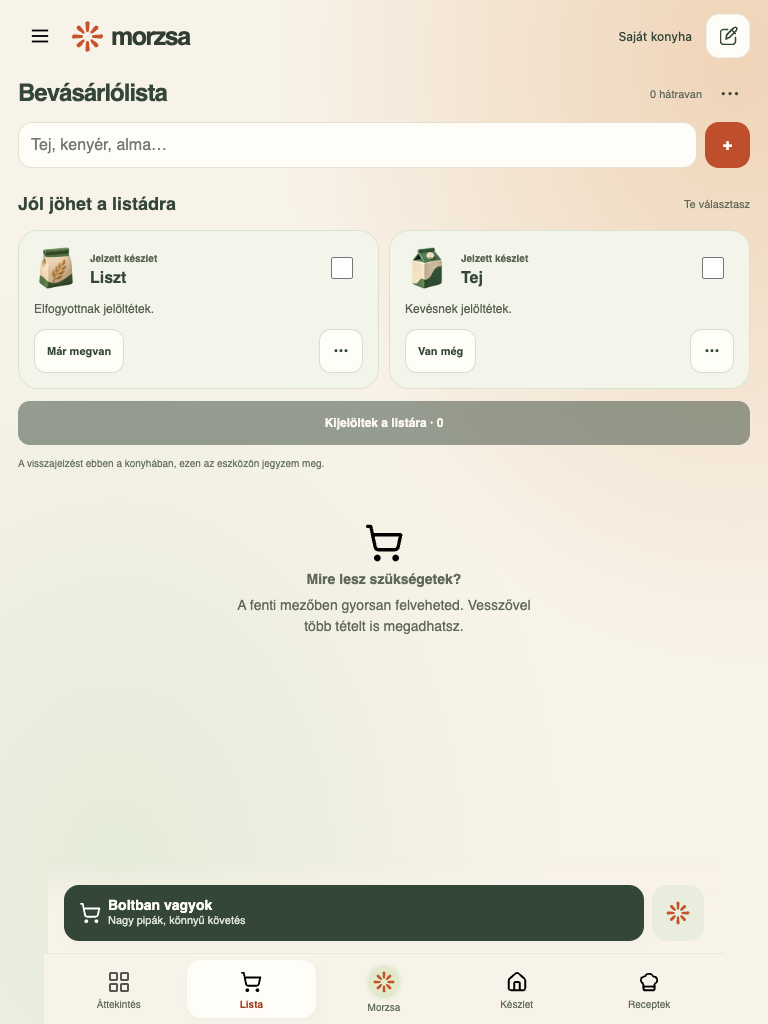 morzsa
Saját konyha
Bevásárlólista
0 hátravan
Tej, kenyér, alma…
+
Jól jöhet a listádra
Te választasz
Jelzett készlet
Liszt
Elfogyottnak jelöltétek.
Már megvan
Jelzett készlet
Tej
Kevésnek jelöltétek.
Van még
Kijelöltek a listára · 0
A visszajelzést ebben a konyhában, ezen az eszközön jegyzem meg.
Mire lesz szükségetek?
A fenti mezőben gyorsan felveheted. Vesszővel
több tételt is megadhatsz.
Boltban vagyok
Nagy pipák, könnyű követés
Áttekintés
Lista
Morzsa
Készlet
Receptek